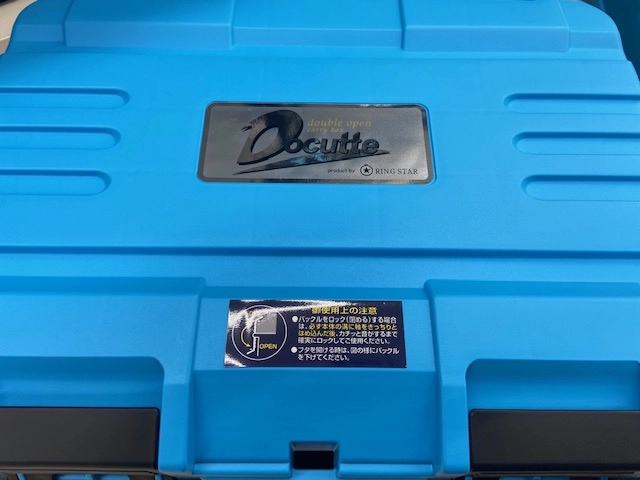 double open
carry box
Docutte
product by RING STAR
御使用上の注意
●バックルをロック(閉める)する場合
は、必ず本体の溝に軸をきっちりと
はめ込んだ後、カチッと音がするまで
確実にロックしてご使用ください。
●フタを開ける時は、図の様にバックル
を下げてください。
OPEN